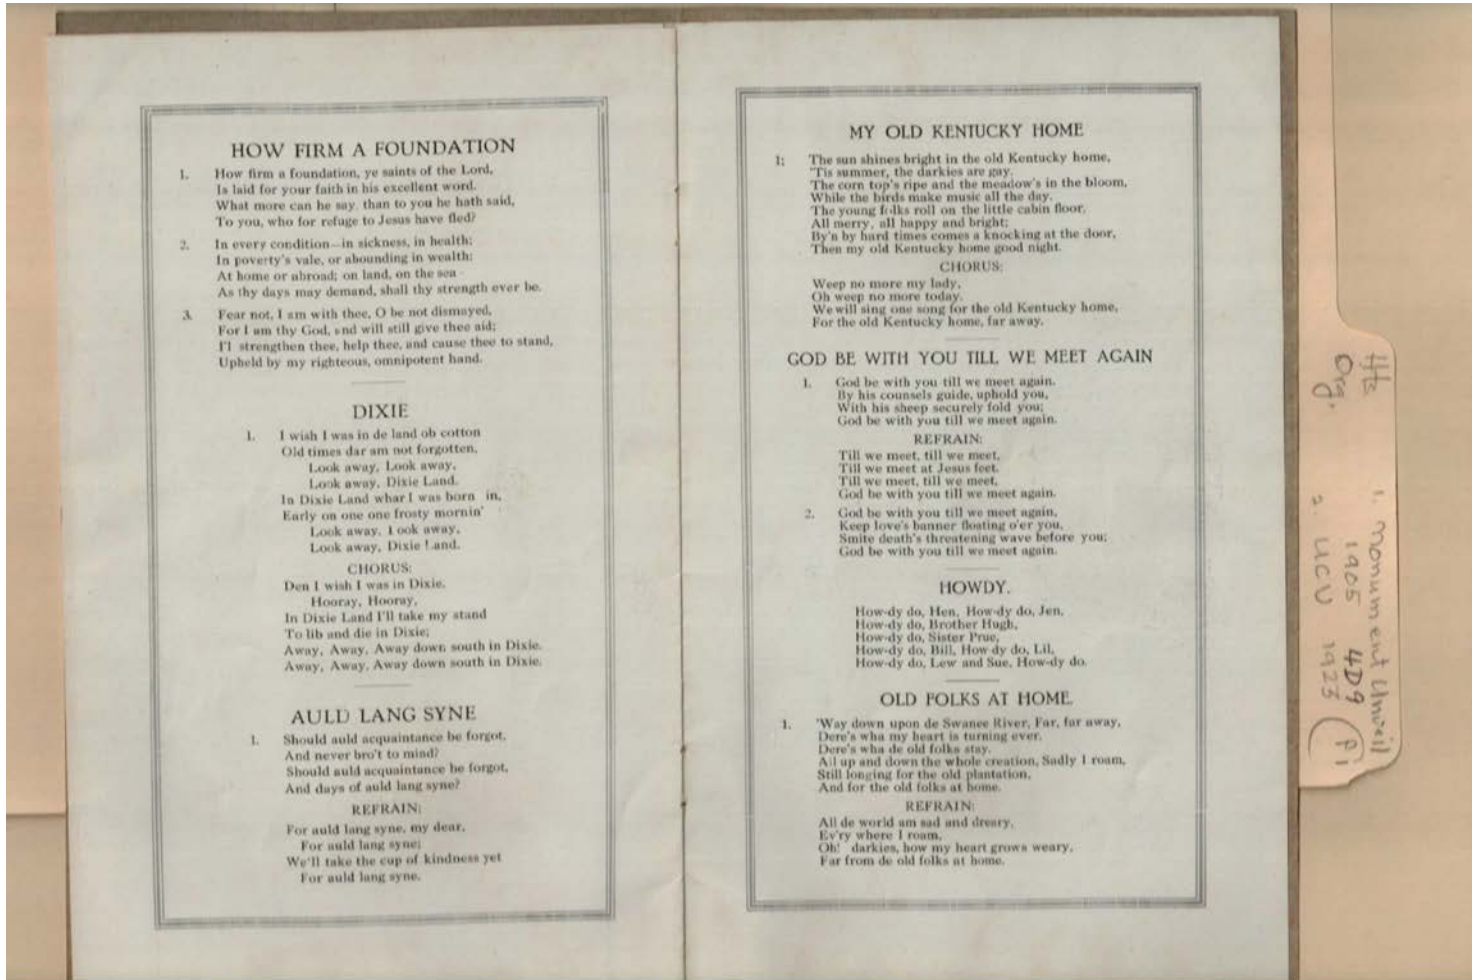 HOW FIRM A FOUNDATION
1. How firm a foundation, ye saints of the Lord,
Is laid for your faith in his excellent word.
What more can he say, than to you he hath said,
To you, who for refuge to Jesus have fled?
2. In every condition—in sickness, in health;
In poverty's vale, or abounding in wealth;
At home or abroad; on land, on the sea -
As thy days may demand, shall thy strength ever be.
3. Fear not, I am with thee, O be not dismayed,
For I am thy God, and will still give thee aid;
I'l strengthen thee, help thee, and cause thee to stand,
Upheld by my righteous, omnipotent hand.
DIXIE
1. I wish I was in de land ob cotton
Old times dar am not forgotten,
Look away, Look away,
Look away, Dixie Land.
In Dixie Land whar I was born in,
Early on one one frosty mornin'
Look away, Look away,
Look away, Dixie Land.
CHORUS:
Den I wish I was in Dixie.
Hooray, Hooray,
In Dixie Land I'll take my stand
To lib and die in Dixie;
Away, Away, Away down south in Dixie.
Away, Away, Away down south in Dixie.
AULD LANG SYNE
1. Should auld acquaintance be forgot,
And never bro't to mind?
Should auld acquaintance be forgot,
And days of auld lang syne?
REFRAIN:
For auld lang syne, my dear,
For auld lang syne;
We'll take the cup of kindness yet
For auld lang syne.
MY OLD KENTUCKY HOME
1: The sun shines bright in the old Kentucky home,
'Tis summer, the darkies are gay.
The corn top's ripe and the meadow's in the bloom,
While the birds make music all the day.
The young folks roll on the little cabin floor,
All merry, all happy and bright;
By'n by hard times comes a knocking at the door,
Then my old Kentucky home good night.
CHORUS:
Weep no more my lady,
Oh weep no more today.
We will sing one song for the old Kentucky home,
For the old Kentucky home, far away.
GOD BE WITH YOU TILL WE MEET AGAIN
1. God be with you till we meet again.
By his counsels guide, uphold you,
With his sheep securely fold you;
God be with you till we meet again.
REFRAIN:
Till we meet, till we meet,
Till we meet at Jesus feet.
Till we meet, till we meet,
God be with you till we meet again.
2. God be with you till we meet again,
Keep love's banner floating o'er you,
Smite death's threatening wave before you;
God be with you till we meet again.
HOWDY.
How-dy do, Hen, How-dy do, Jen,
How-dy do, Brother Hugh,
How-dy do, Sister Prue,
How-dy do, Bill, How-dy do, Lil,
How-dy do, Lew and Sue, How-dy do.
OLD FOLKS AT HOME.
1. 'Way down upon de Swanee River, Far, far away,
Dere's wha my heart is turning ever.
Dere's wha de old folks stay.
All up and down the whole creation, Sadly I roam,
Still longing for the old plantation,
And for the old folks at home.
REFRAIN:
All de world am sad and dreary,
Ev'ry where I roam,
Oh! darkies, how my heart grows weary,
Far from de old folks at home.
Org.
1. Monument Unveil
1905 4D9
2. UCV 1923 (P1